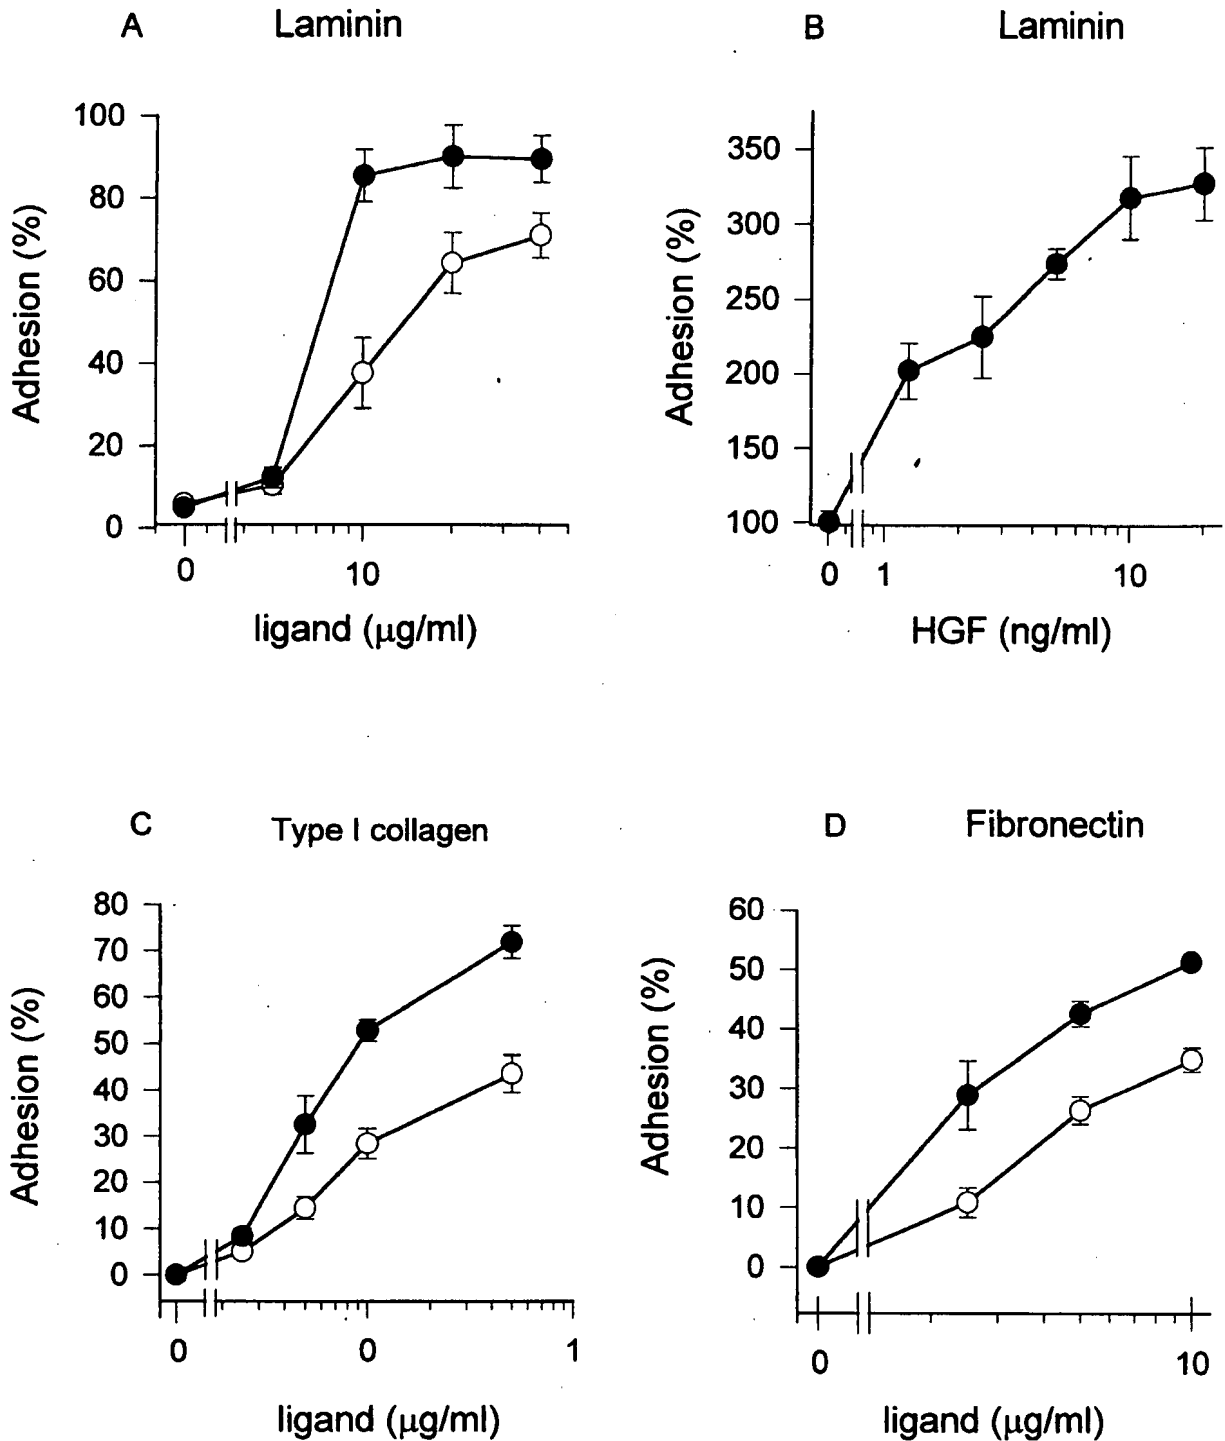 A Laminin
100
80
60
40
20
0
Adhesion (%)
0 10
ligand (μg/ml)
B Laminin
350
300
250
200
150
100
Adhesion (%)
0 1 10
HGF (ng/ml)
C Type I collagen
80
70
60
50
40
30
20
10
0
Adhesion (%)
0 0 1
ligand (μg/ml)
D Fibronectin
60
50
40
30
20
10
0
Adhesion (%)
0 10
ligand (μg/ml)